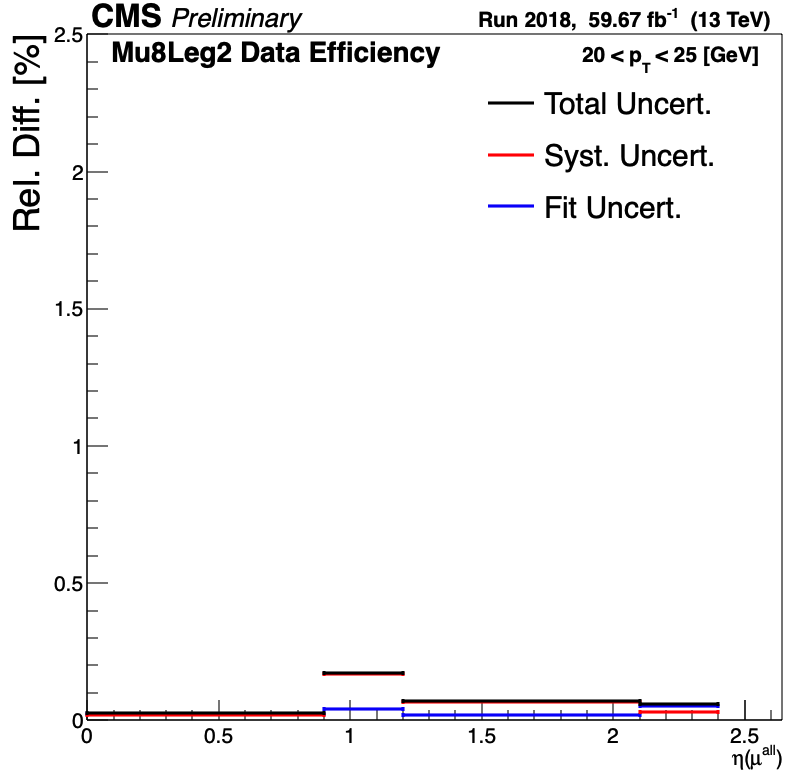 CMS Preliminary
Run 2018, 59.67 fb⁻¹ (13 TeV)
Mu8Leg2 Data Efficiency
20 < p_T < 25 [GeV]
Total Uncert.
Syst. Uncert.
Fit Uncert.
Rel. Diff. [%]
2.5
2
1.5
1
0.5
0
0 0.5 1 1.5 2 2.5
η(μ^all)